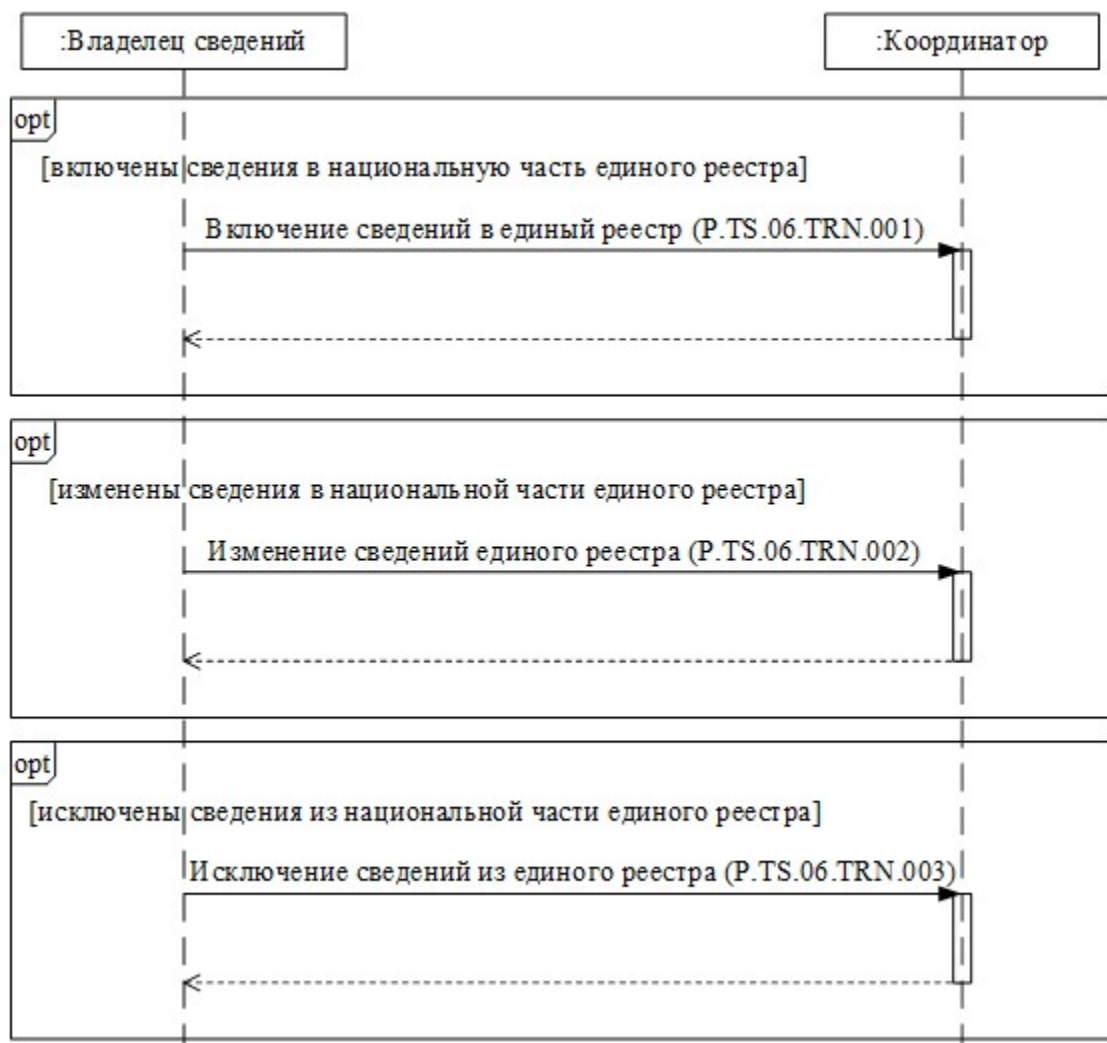 :Владелец сведений
:Координатор
opt
[включены сведения в национальную часть единого реестра]
Включение сведений в единый реестр (P.TS.06.TRN.001)
opt
[изменены сведения в национальной части единого реестра]
Изменение сведений единого реестра (P.TS.06.TRN.002)
opt
[исключены сведения из национальной части единого реестра]
Исключение сведений из единого реестра (P.TS.06.TRN.003)